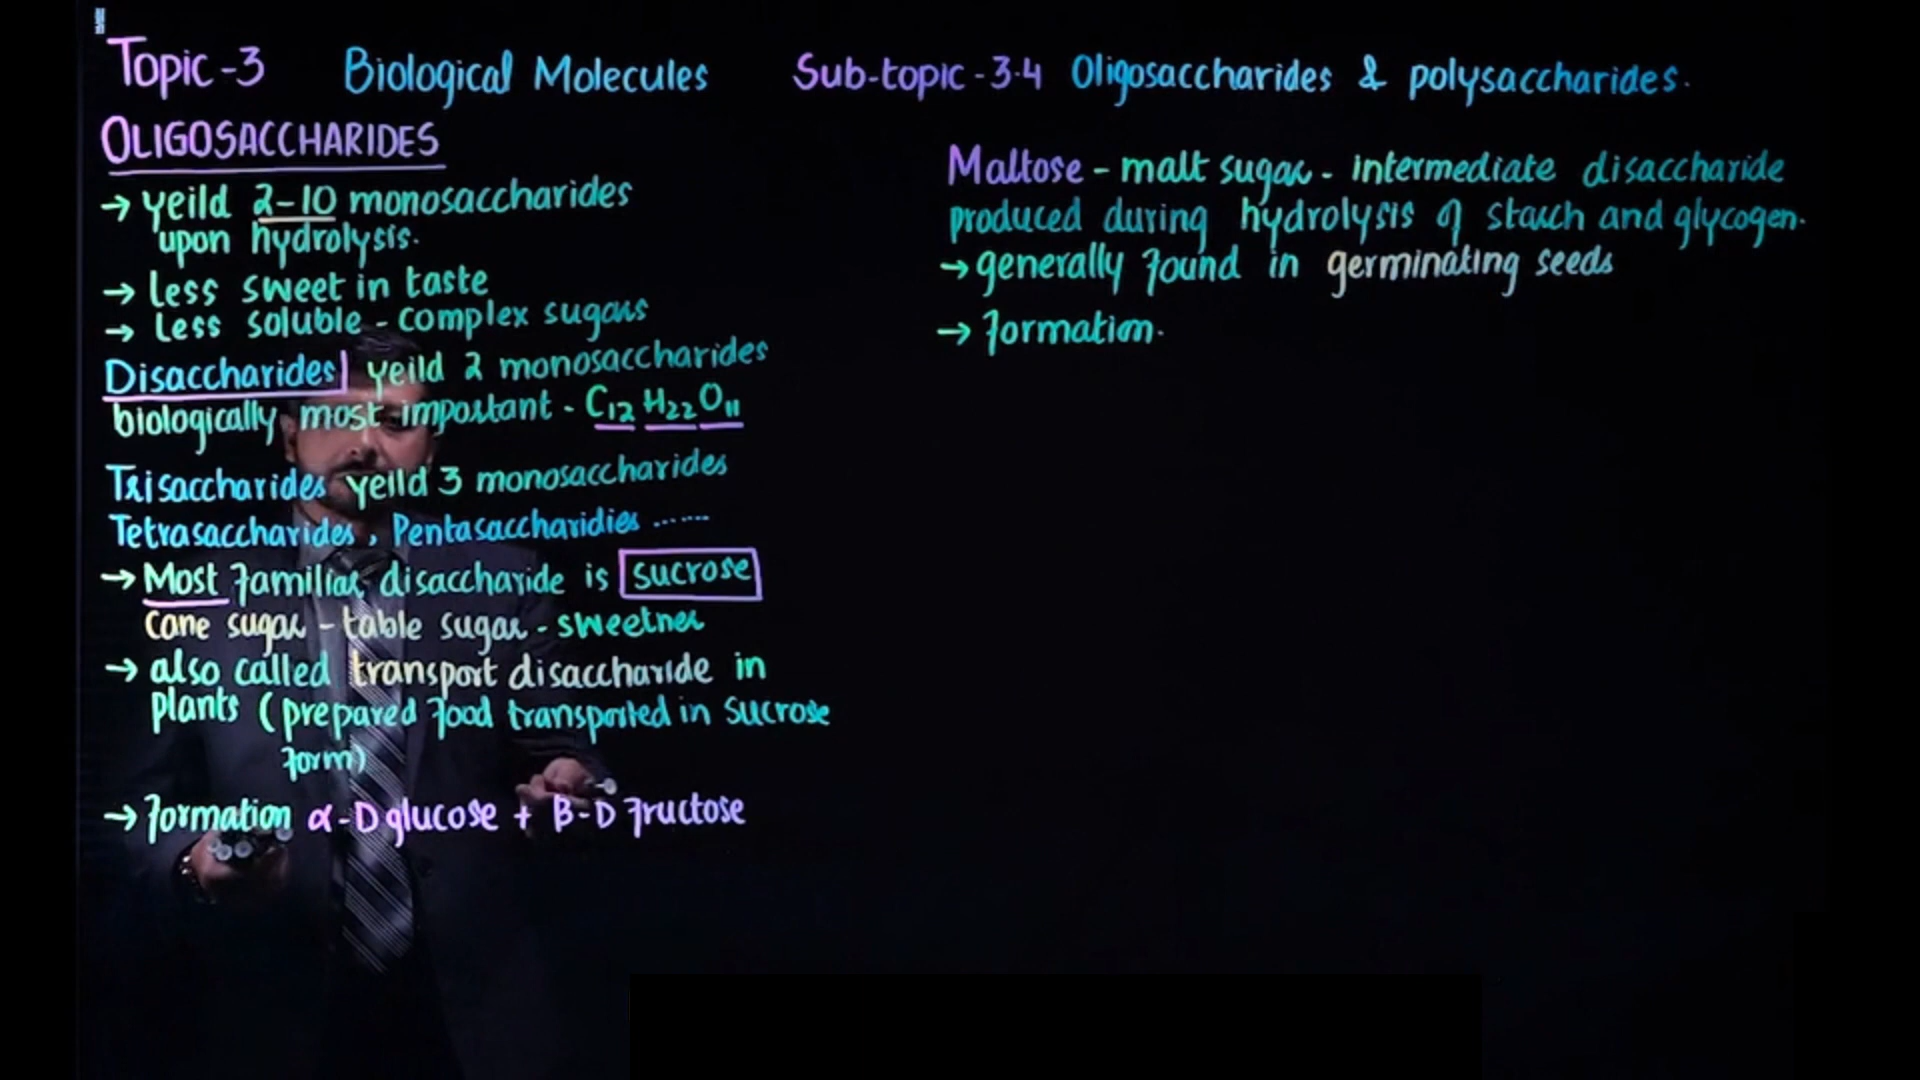 Topic-3 Biological Molecules Sub-topic-3.4 Oligosaccharides & polysaccharides.
OLIGOSACCHARIDES
→ yeild 2-10 monosaccharides
upon hydrolysis.
→ less sweet in taste
→ less soluble - complex sugars
Disaccharides yeild 2 monosaccharides
biologically most important - C12 H22 O11
Trisaccharides yeild 3 monosaccharides
Tetrasaccharides, Pentasaccharidies .......
→ Most familiar disaccharide is sucrose
Cane sugar - table sugar - sweetner
→ also called transport disaccharide in
plants (prepared food transported in sucrose
form)
→ formation α-D glucose + B-D fructose
Maltose - malt sugar - intermediate disaccharide
produced during hydrolysis of starch and glycogen.
→ generally found in germinating seeds
→ formation.